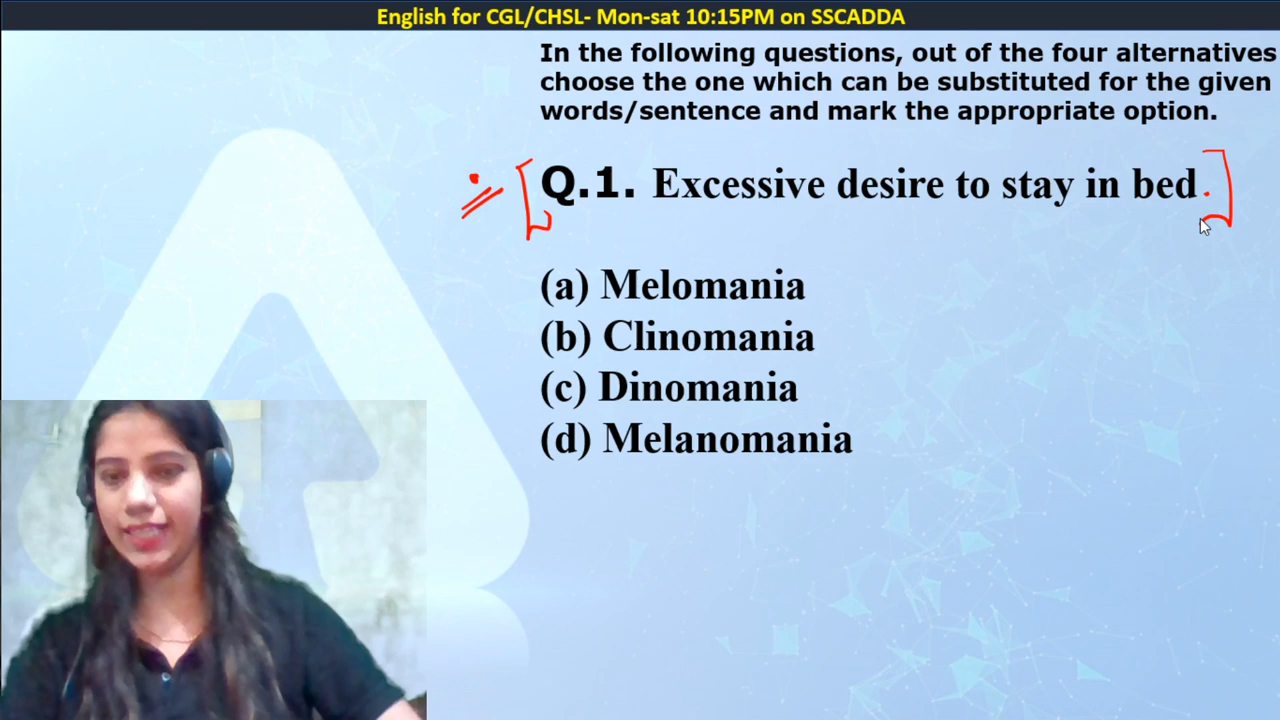 English for CGL/CHSL- Mon-sat 10:15PM on SSCADDA
In the following questions, out of the four alternatives
choose the one which can be substituted for the given
words/sentence and mark the appropriate option.
Q.1. Excessive desire to stay in bed.
(a) Melomania
(b) Clinomania
(c) Dinomania
(d) Melanomania